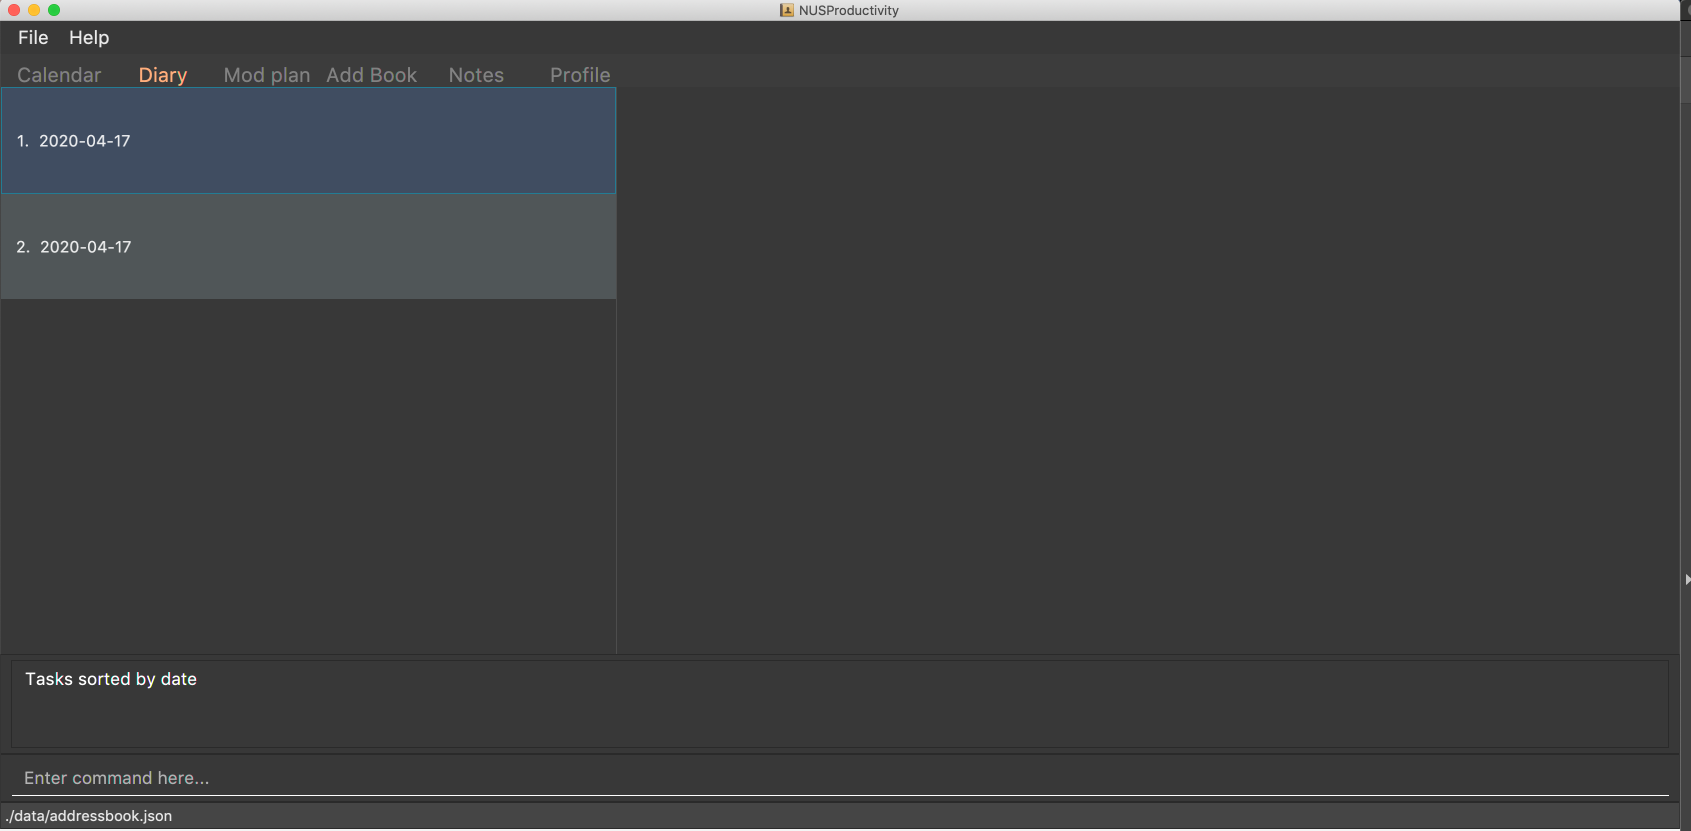 NUSProductivity
File Help
Calendar Diary Mod plan Add Book Notes Profile
1. 2020-04-17
2. 2020-04-17
Tasks sorted by date
Enter command here...
./data/addressbook.json